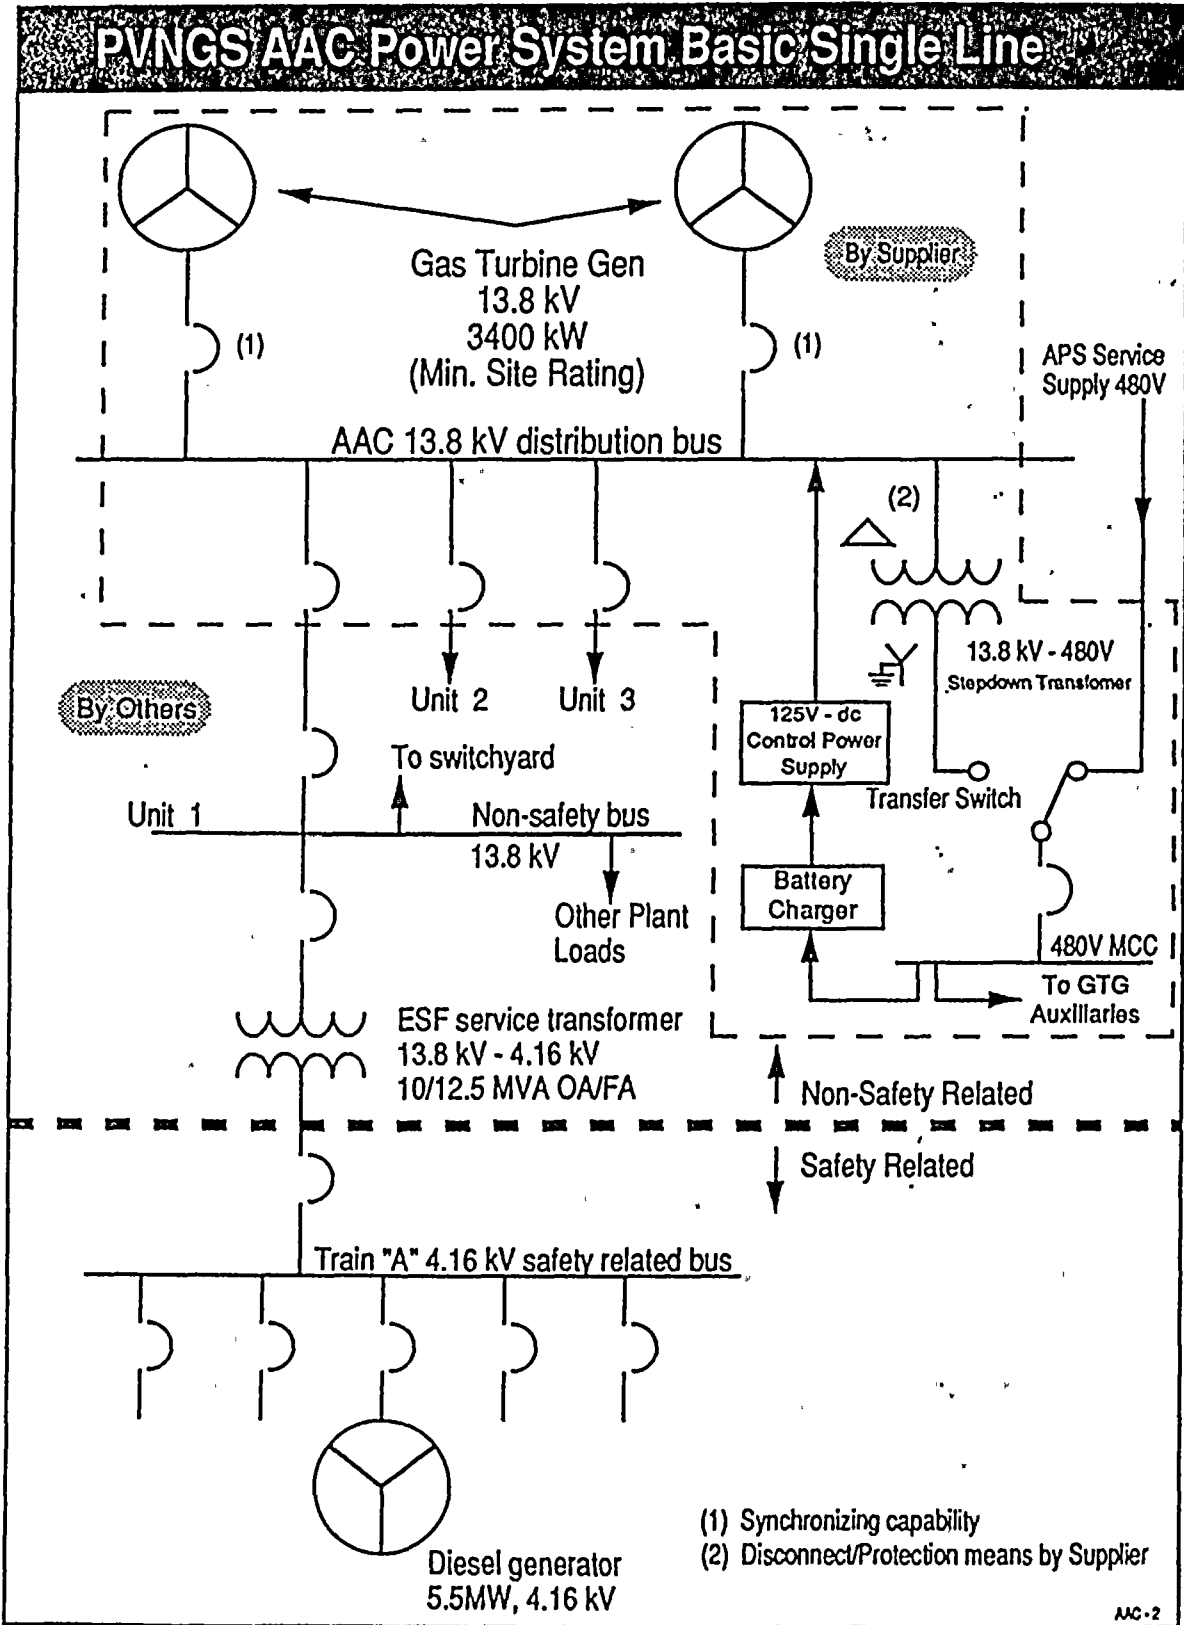 PVNGS AAC Power System Basic Single Line
By Supplier
Gas Turbine Gen
13.8 kV
3400 kW
(Min. Site Rating)
(1)
(1)
APS Service
Supply 480V
AAC 13.8 kV distribution bus
(2)
13.8 kV - 480V
Stepdown Transfomer
Unit 2
Unit 3
By Others
125V - dc
Control Power
Supply
To switchyard
Transfer Switch
Unit 1
Non-safety bus
13.8 kV
Battery
Charger
Other Plant
Loads
480V MCC
To GTG
Auxiliaries
ESF service transformer
13.8 kV - 4.16 kV
10/12.5 MVA OA/FA
Non-Safety Related
Safety Related
Train "A" 4.16 kV safety related bus
Diesel generator
5.5MW, 4.16 kV
(1) Synchronizing capability
(2) Disconnect/Protection means by Supplier
AAC-2